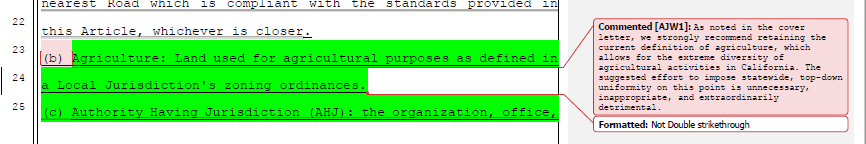 nearest Road which is compliant with the standards provided in
22 this Article, whichever is closer.
23 (b) Agriculture: Land used for agricultural purposes as defined in
24 a Local Jurisdiction's zoning ordinances.
25 (c) Authority Having Jurisdiction (AHJ): the organization, office,
Commented [AJW1]: As noted in the cover
letter, we strongly recommend retaining the
current definition of agriculture, which
allows for the extreme diversity of
agricultural activities in California. The
suggested effort to impose statewide, top-down
uniformity on this point is unnecessary,
inappropriate, and extraordinarily
detrimental.
Formatted: Not Double strikethrough